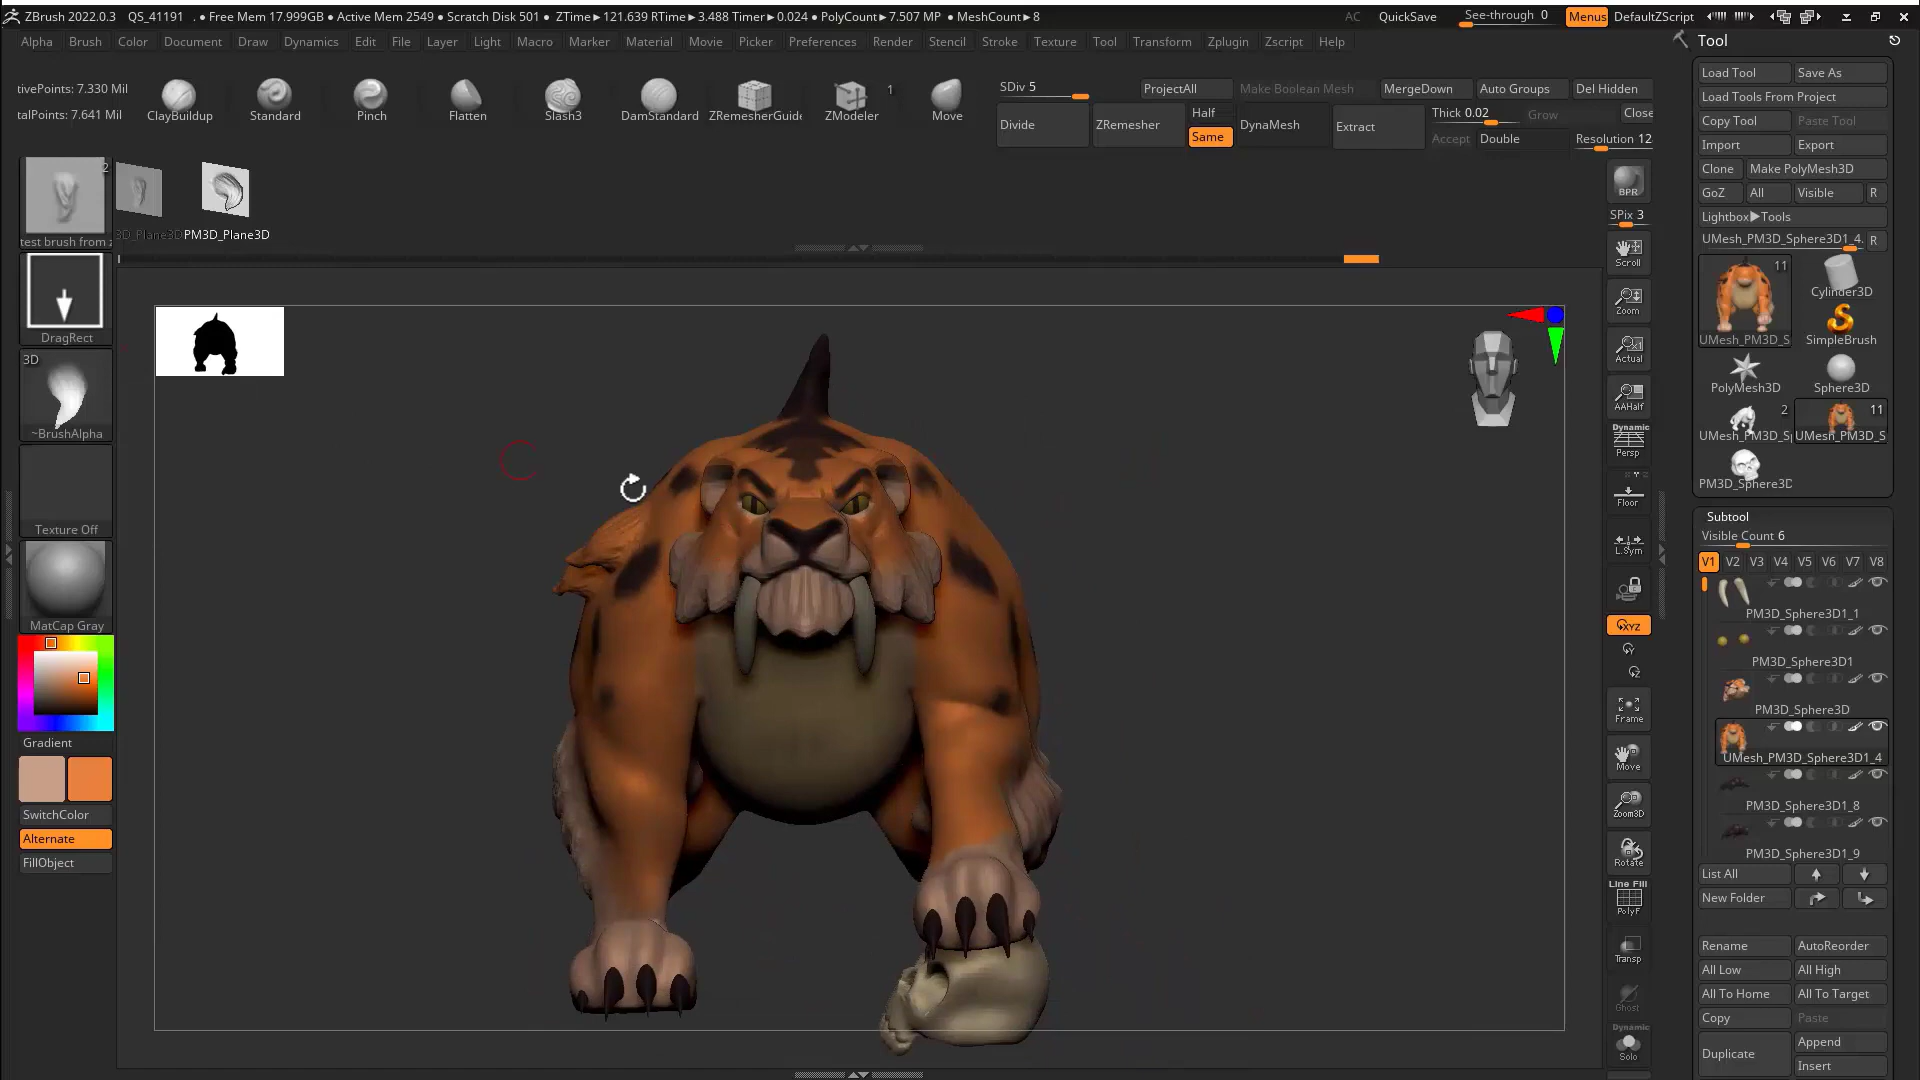 ZBrush 2022.0.3 QS_41191 . ● Free Mem 17.999GB ● Active Mem 2549 ● Scratch Disk 501 ● ZTime►121.639 RTime►3.488 Timer►0.024 ● PolyCount►7.507 MP ● MeshCount►8 AC QuickSave See-through 0 Menus DefaultZScript
Alpha Brush Color Document Draw Dynamics Edit File Layer Light Macro Marker Material Movie Picker Preferences Render Stencil Stroke Texture Tool Transform Zplugin Zscript Help Tool
tivePoints: 7.330 Mil
talPoints: 7.641 Mil
ClayBuildup Standard Pinch Flatten Slash3 DamStandard ZRemesherGuide ZModeler 1 Move
SDiv 5 ProjectAll Make Boolean Mesh MergeDown Auto Groups Del Hidden
Divide ZRemesher Half Same DynaMesh Extract Thick 0.02 Grow Close
Accept Double Resolution 12
Load Tool Save As
Load Tools From Project
Copy Tool Paste Tool
Import Export
Clone Make PolyMesh3D
GoZ All Visible R
Lightbox►Tools
UMesh_PM3D_Sphere3D1_4. R
11
Cylinder3D
UMesh_PM3D_S SimpleBrush
PolyMesh3D Sphere3D
2 11
UMesh_PM3D_S UMesh_PM3D_S
PM3D_Sphere3D
2
test brush from
3D_Plane3D PM3D_Plane3D
DragRect
3D
~BrushAlpha
Texture Off
MatCap Gray
Gradient
SwitchColor
Alternate
FillObject
BPR
SPix 3
Scroll
Zoom
Actual
AAHalf
Dynamic
Persp
Floor
L.Sym
XYZ
Y
Z
Frame
Move
Zoom3D
Rotate
Line Fill
PolyF
Transp
Ghost
Dynamic
Solo
Subtool
Visible Count 6
V1 V2 V3 V4 V5 V6 V7 V8
PM3D_Sphere3D1_1
PM3D_Sphere3D1
PM3D_Sphere3D
UMesh_PM3D_Sphere3D1_4
PM3D_Sphere3D1_8
PM3D_Sphere3D1_9
List All
New Folder
Rename AutoReorder
All Low All High
All To Home All To Target
Copy Paste
Duplicate Append
Insert